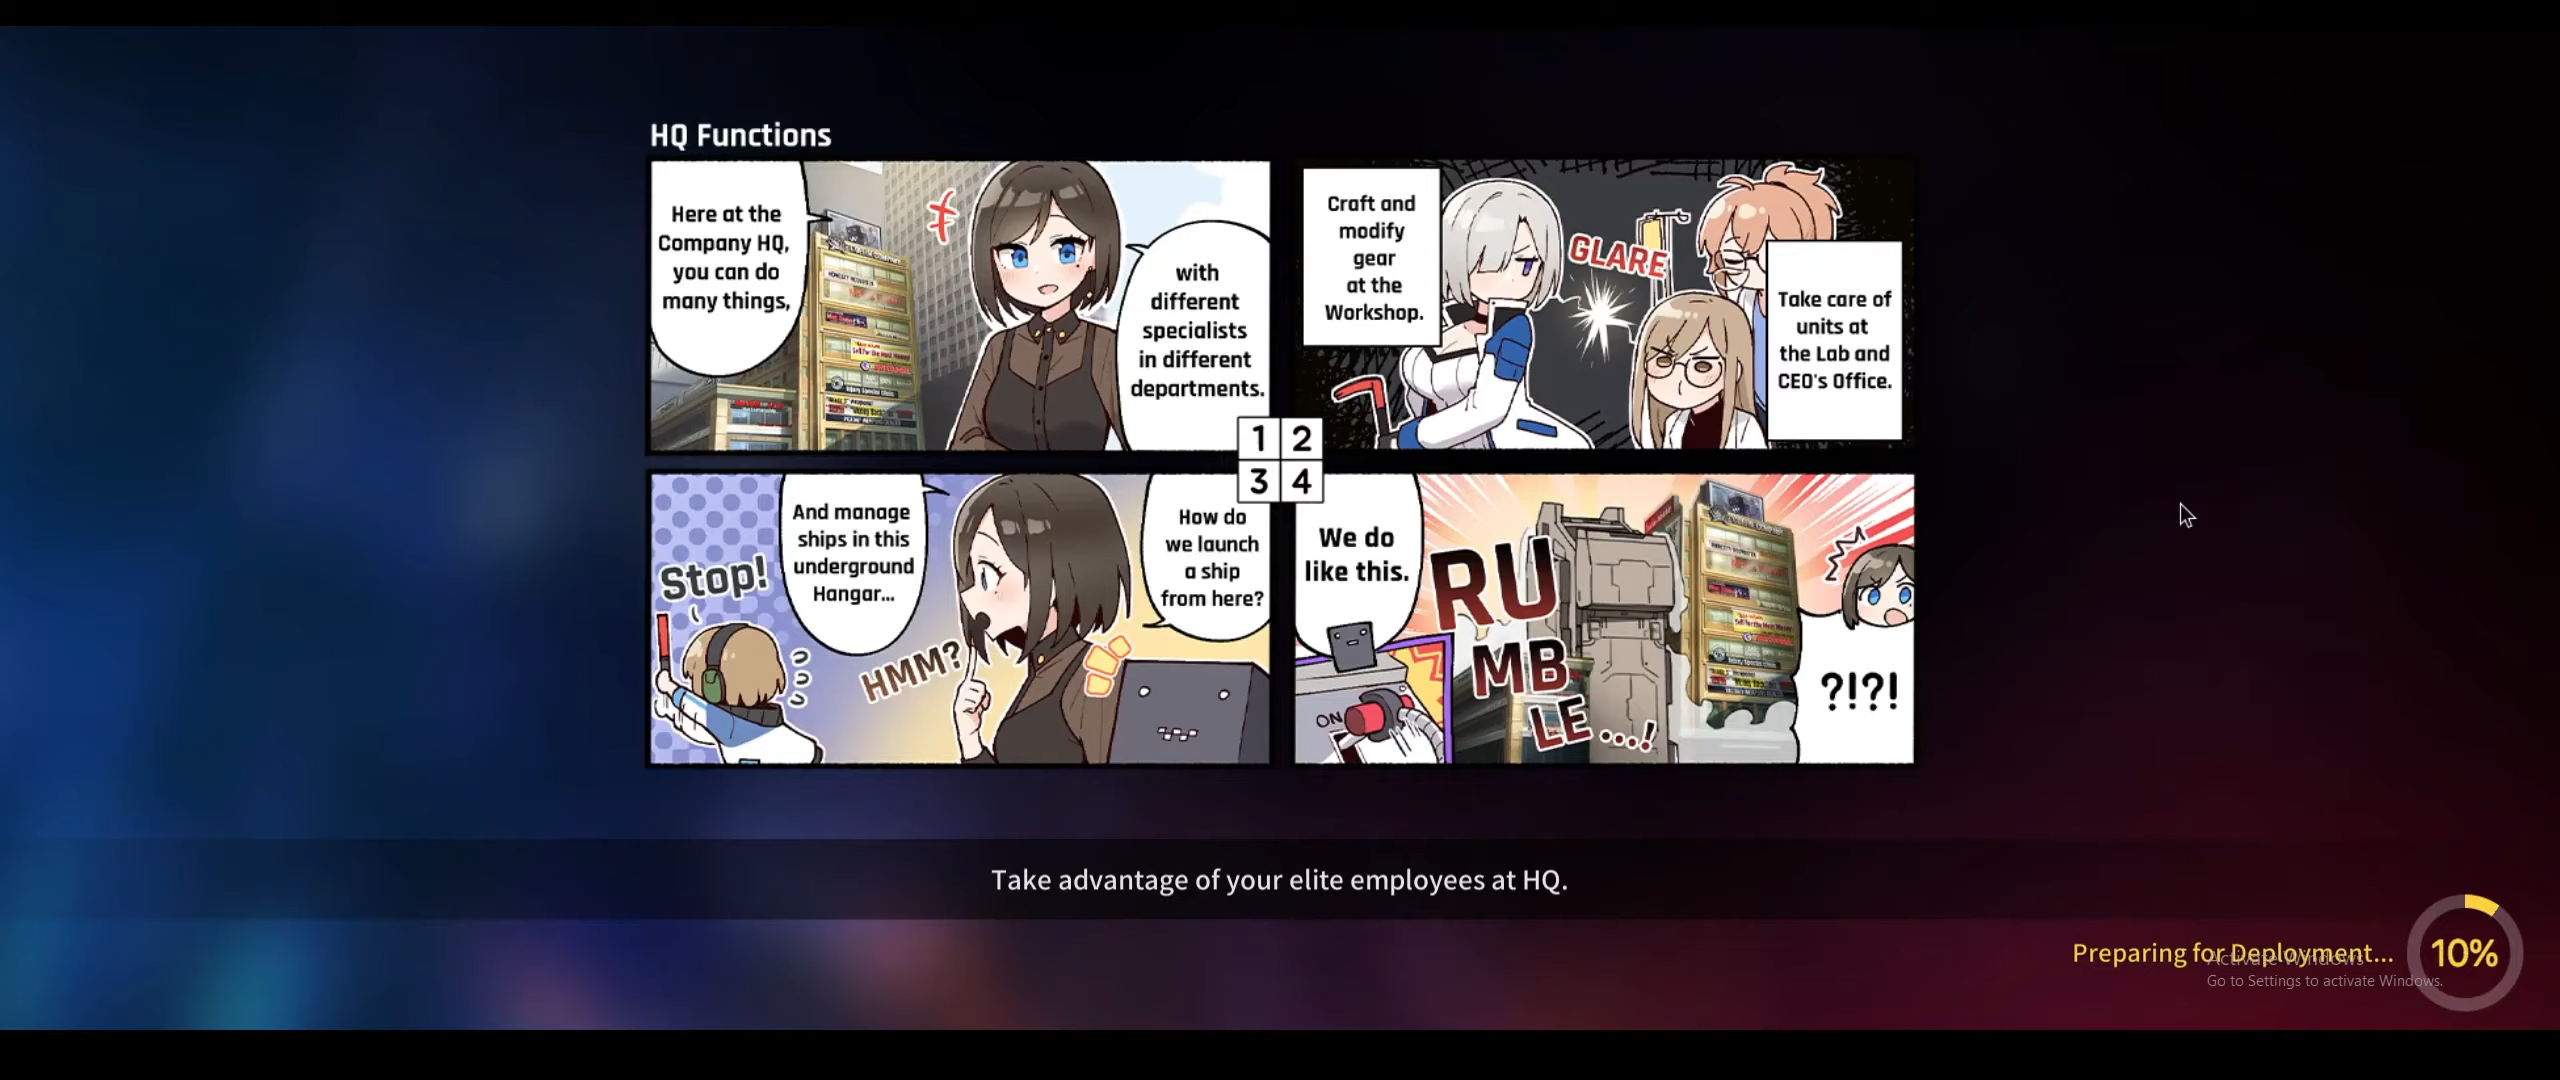 HQ Functions
Here at the
Company HQ,
you can do
many things,
with
different
specialists
in different
departments.
Craft and
modify
gear
at the
Workshop.
GLARE
Take care of
units at
the Lab and
CEO's Office.
1 2
3 4
Stop!
And manage
ships in this
underground
Hangar...
HMM?
How do
we launch
a ship
from here?
We do
like this.
ON
RU
MB
LE...!
?!?!
Take advantage of your elite employees at HQ.
Preparing for Deployment...
10%
Activate Windows
Go to Settings to activate Windows.